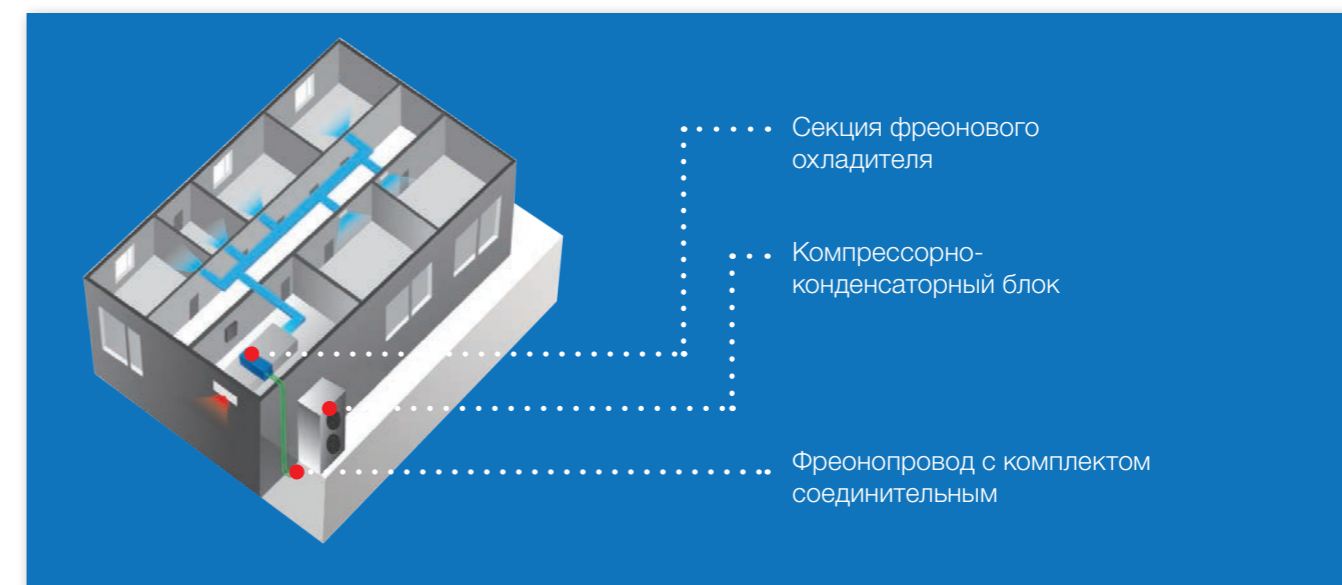 Секция фреонового
охладителя
Компрессорно-
конденсаторный блок
Фреонопровод с комплектом
соединительным